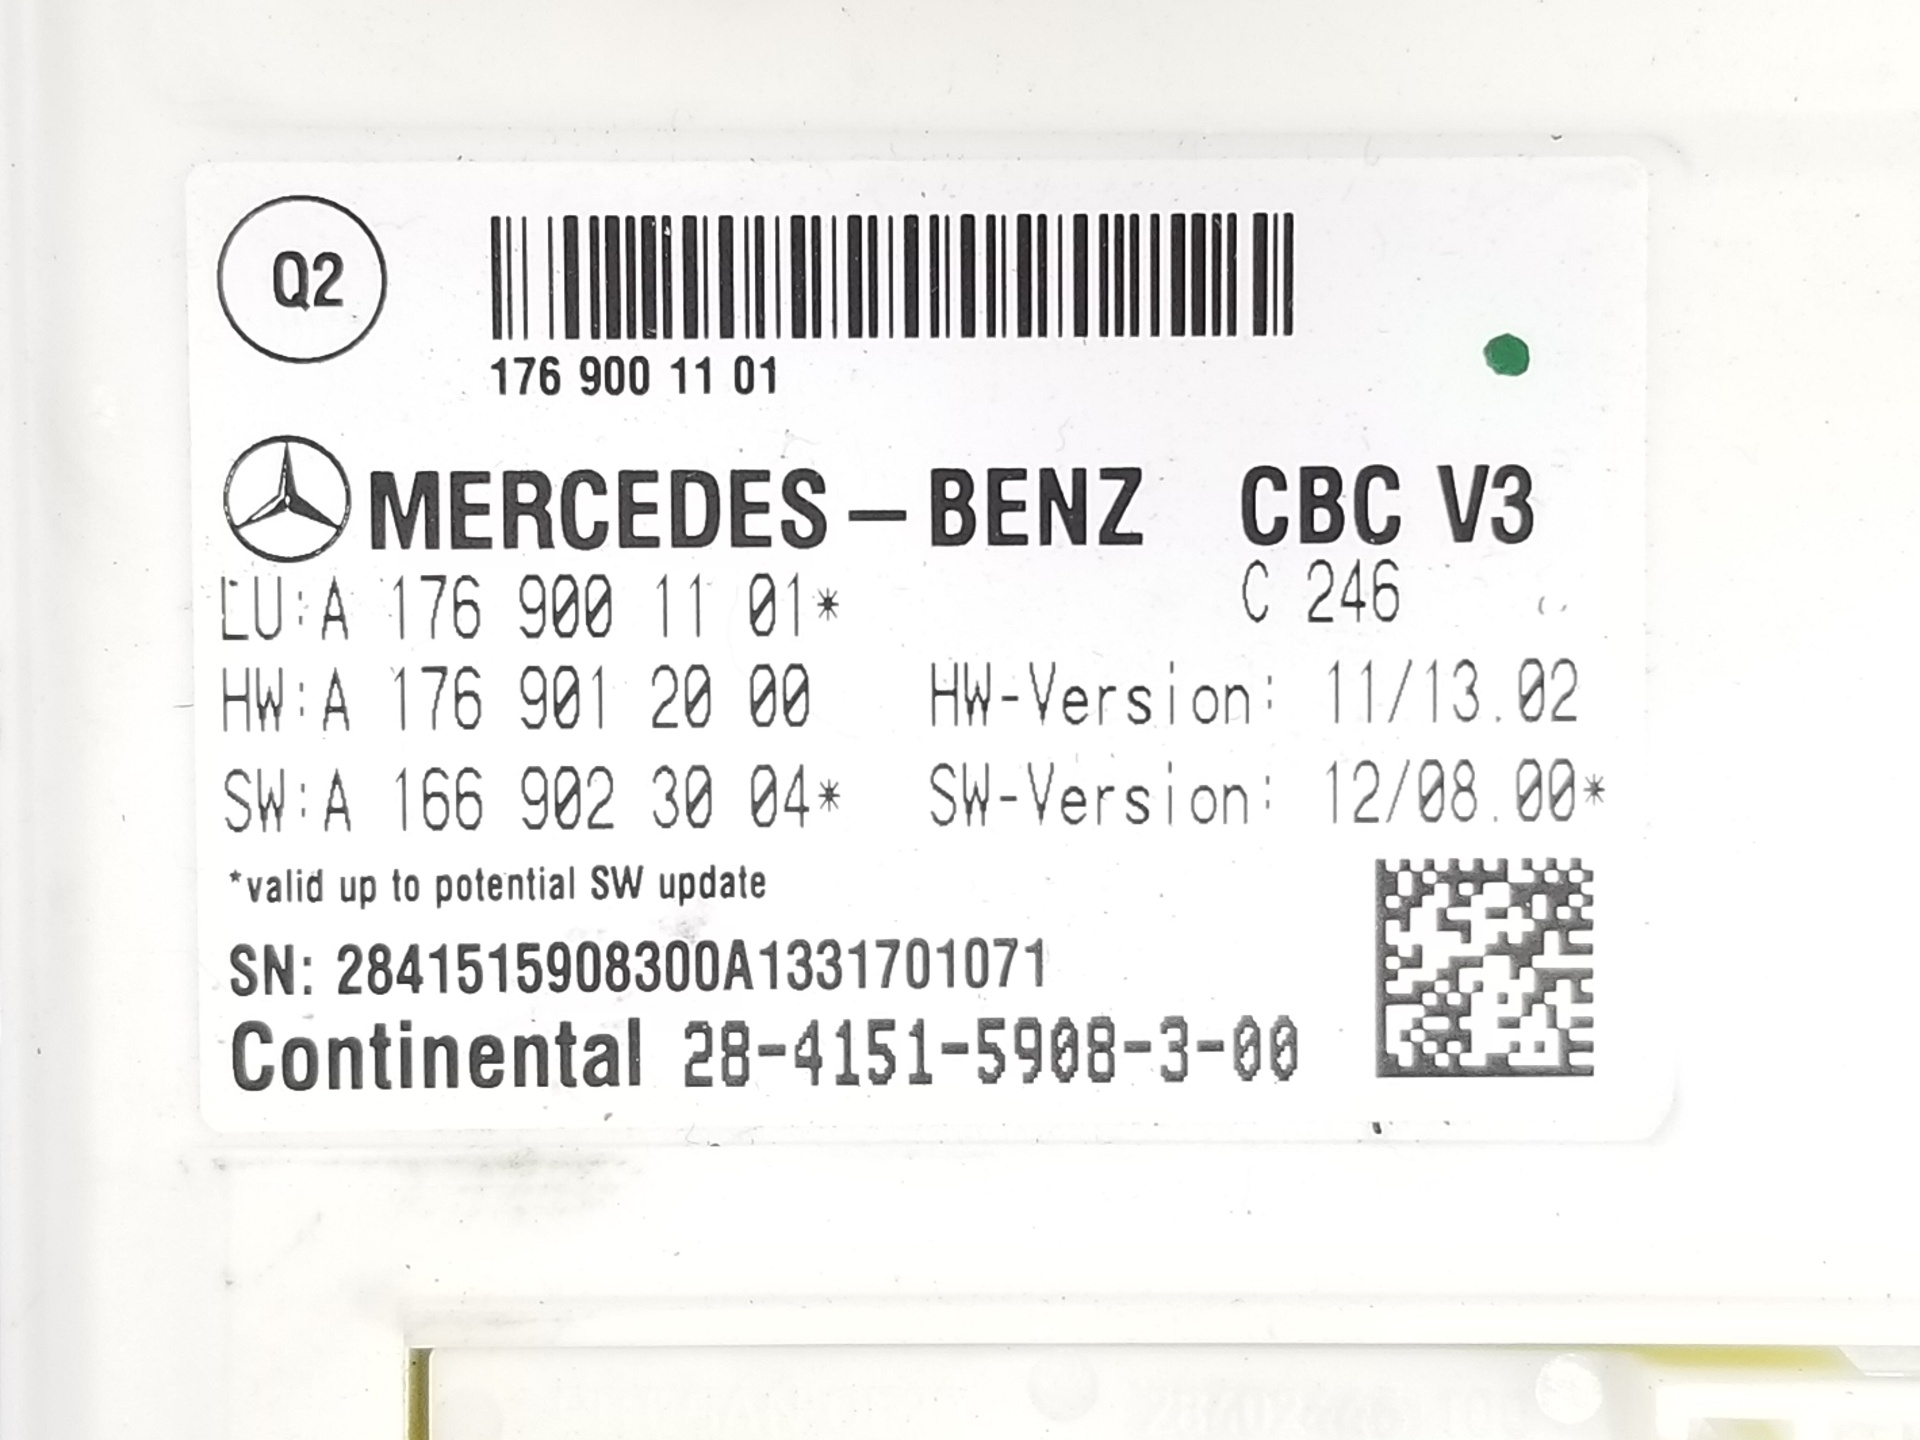 Q2
176 900 11 01
MERCEDES-BENZ CBC V3
LU:A 176 900 11 01* C 246
HW:A 176 901 20 00 HW-Version: 11/13.02
SW:A 166 902 30 04* SW-Version: 12/08.00*
*valid up to potential SW update
SN: 2841515908300A1331701071
Continental 28-4151-5908-3-00